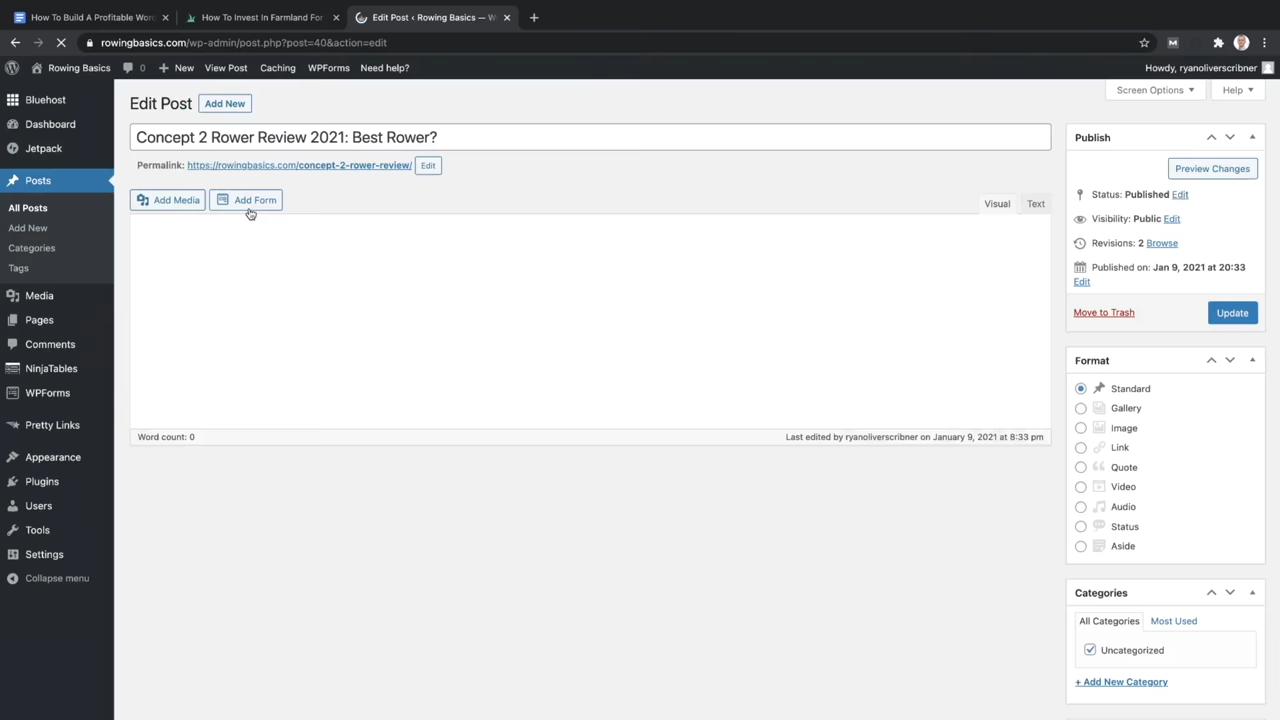 How To Build A Profitable Wor
How To Invest In Farmland For
Edit Post ‹ Rowing Basics — W
rowingbasics.com/wp-admin/post.php?post=40&action=edit
Rowing Basics
0
New
View Post
Caching
WPForms
Need help?
Howdy, ryanoliverscribner
Screen Options
Help
Bluehost
Dashboard
Jetpack
Posts
All Posts
Add New
Categories
Tags
Media
Pages
Comments
NinjaTables
WPForms
Pretty Links
Appearance
Plugins
Users
Tools
Settings
Collapse menu
Edit Post
Add New
Concept 2 Rower Review 2021: Best Rower?
Permalink: https://rowingbasics.com/concept-2-rower-review/ Edit
Add Media
Add Form
Visual
Text
Word count: 0
Last edited by ryanoliverscribner on January 9, 2021 at 8:33 pm
Publish
Preview Changes
Status: Published Edit
Visibility: Public Edit
Revisions: 2 Browse
Published on: Jan 9, 2021 at 20:33
Edit
Move to Trash
Update
Format
Standard
Gallery
Image
Link
Quote
Video
Audio
Status
Aside
Categories
All Categories
Most Used
Uncategorized
+ Add New Category